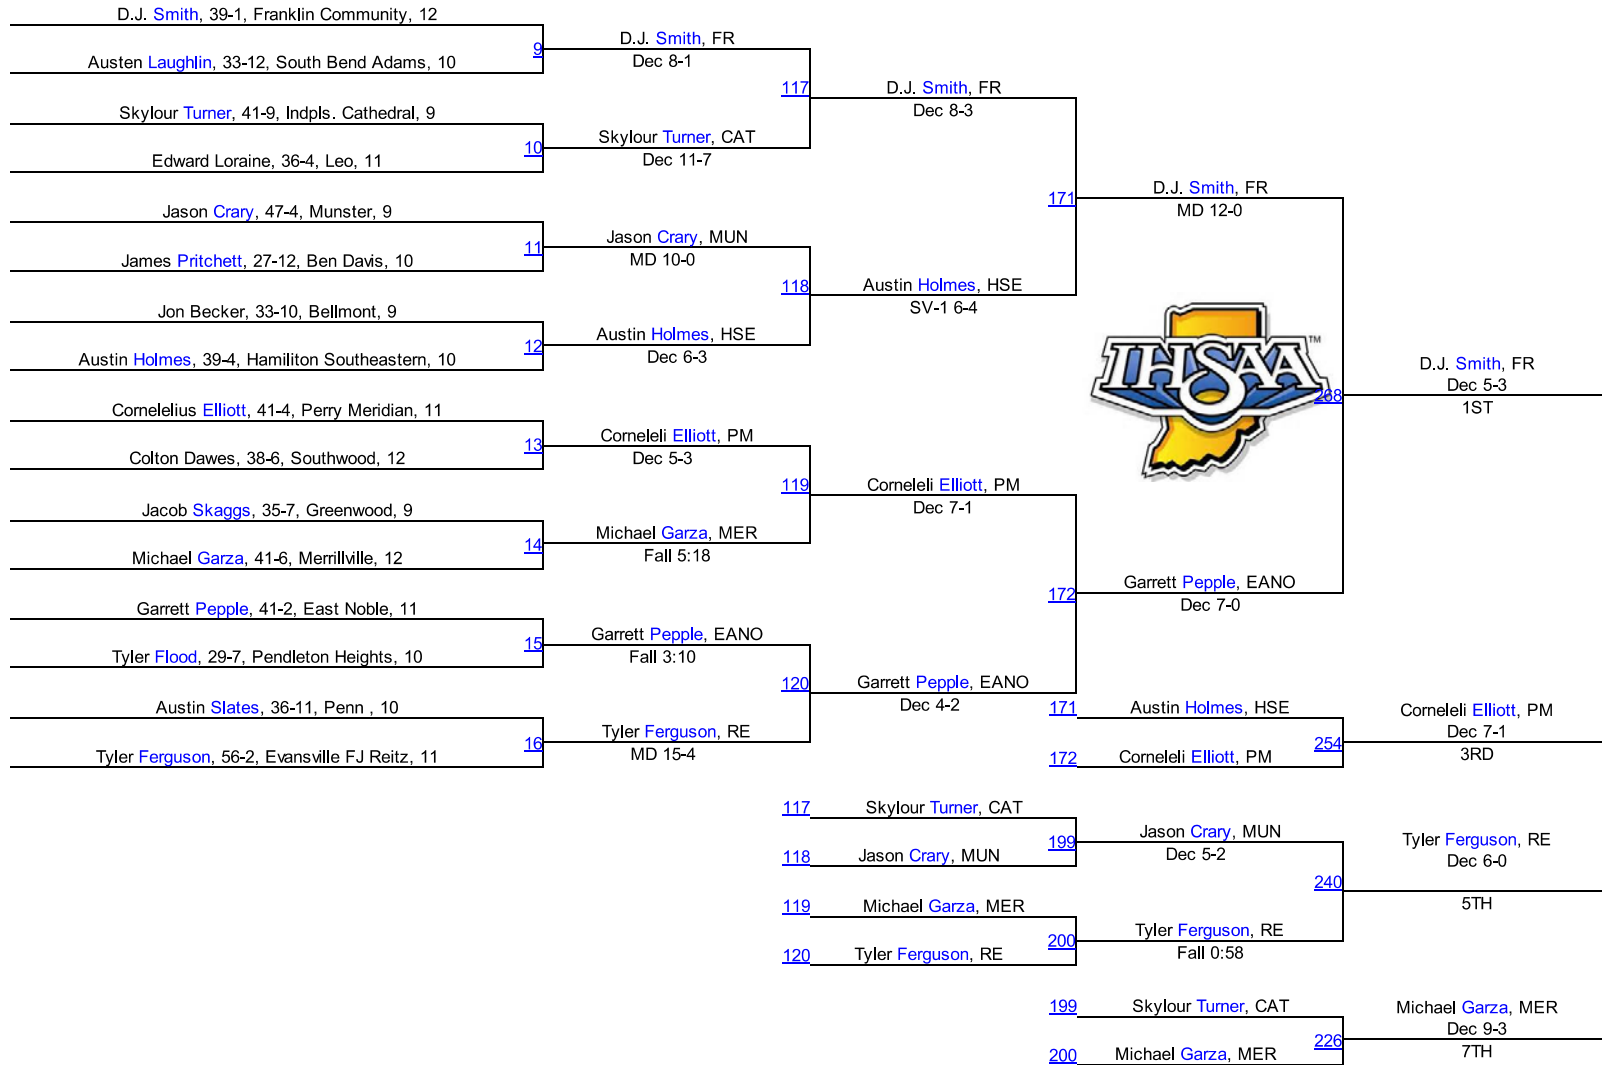 D.J. Smith, 39-1, Franklin Community, 12
9
Austen Laughlin, 33-12, South Bend Adams, 10
D.J. Smith, FR
Dec 8-1
117
Skylour Turner, 41-9, Indpls. Cathedral, 9
10
Edward Loraine, 36-4, Leo, 11
Skylour Turner, CAT
Dec 11-7
D.J. Smith, FR
Dec 8-3
171
Jason Crary, 47-4, Munster, 9
11
James Pritchett, 27-12, Ben Davis, 10
Jason Crary, MUN
MD 10-0
118
Jon Becker, 33-10, Bellmont, 9
12
Austin Holmes, 39-4, Hamiliton Southeastern, 10
Austin Holmes, HSE
Dec 6-3
Austin Holmes, HSE
SV-1 6-4
D.J. Smith, FR
MD 12-0
IHSAA™
268
D.J. Smith, FR
Dec 5-3
1ST
Cornelelius Elliott, 41-4, Perry Meridian, 11
13
Colton Dawes, 38-6, Southwood, 12
Corneleli Elliott, PM
Dec 5-3
119
Jacob Skaggs, 35-7, Greenwood, 9
14
Michael Garza, 41-6, Merrillville, 12
Michael Garza, MER
Fall 5:18
Corneleli Elliott, PM
Dec 7-1
172
Garrett Pepple, EANO
Dec 7-0
Garrett Pepple, 41-2, East Noble, 11
15
Tyler Flood, 29-7, Pendleton Heights, 10
Garrett Pepple, EANO
Fall 3:10
120
Austin Slates, 36-11, Penn , 10
16
Tyler Ferguson, 56-2, Evansville FJ Reitz, 11
Tyler Ferguson, RE
MD 15-4
Garrett Pepple, EANO
Dec 4-2
171
Austin Holmes, HSE
254
172
Corneleli Elliott, PM
Corneleli Elliott, PM
Dec 7-1
3RD
117
Skylour Turner, CAT
199
118
Jason Crary, MUN
Jason Crary, MUN
Dec 5-2
240
119
Michael Garza, MER
200
120
Tyler Ferguson, RE
Tyler Ferguson, RE
Fall 0:58
Tyler Ferguson, RE
Dec 6-0
5TH
199
Skylour Turner, CAT
226
200
Michael Garza, MER
Michael Garza, MER
Dec 9-3
7TH